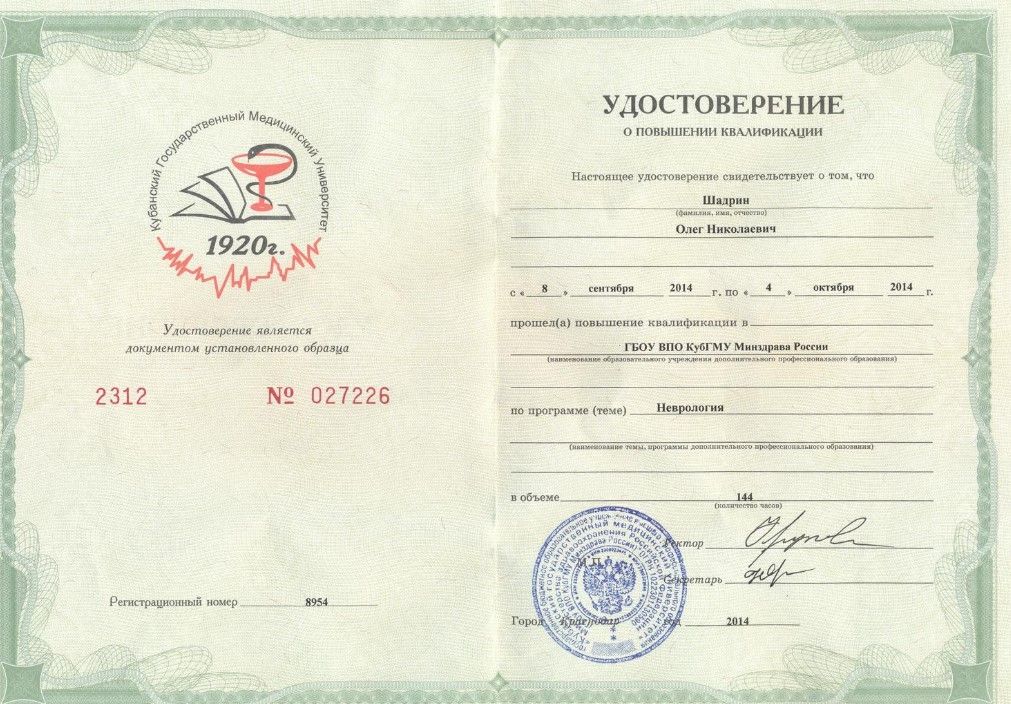 Кубанский Государственный Медицинский Университет
1920г.
Удостоверение является
документом установленного образца
2312 № 027226
Регистрационный номер 8954
УДОСТОВЕРЕНИЕ
О ПОВЫШЕНИИ КВАЛИФИКАЦИИ
Настоящее удостоверение свидетельствует о том, что
Шадрин
(фамилия, имя, отчество)
Олег Николаевич
с « 8 » сентября 2014 г. по « 4 » октября 2014 г.
прошел(а) повышение квалификации в
ГБОУ ВПО КубГМУ Минздрава России
(наименование образовательного учреждения дополнительного профессионального образования)
по программе (теме) Неврология
(наименование темы, программы дополнительного профессионального образования)
в объеме 144
(количество часов)
Ректор
М.П.
Секретарь
Город Краснодар год 2014